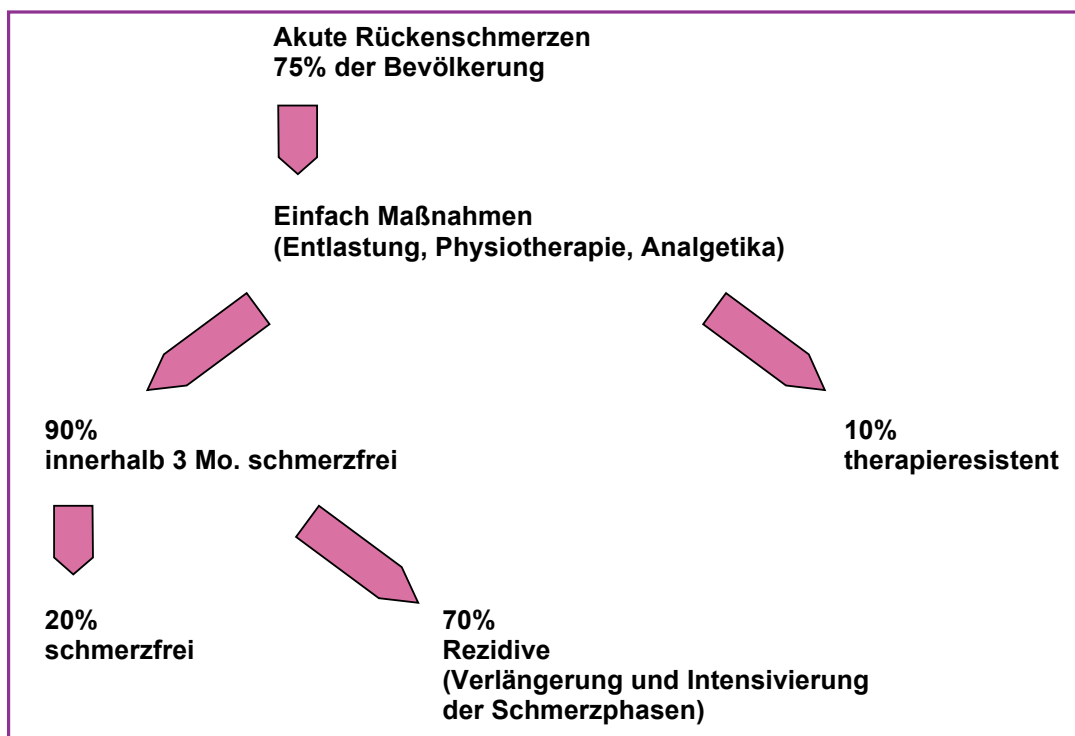 Akute Rückenschmerzen
75% der Bevölkerung
Einfach Maßnahmen
(Entlastung, Physiotherapie, Analgetika)
90%
innerhalb 3 Mo. schmerzfrei
10%
therapieresistent
20%
schmerzfrei
70%
Rezidive
(Verlängerung und Intensivierung
der Schmerzphasen)